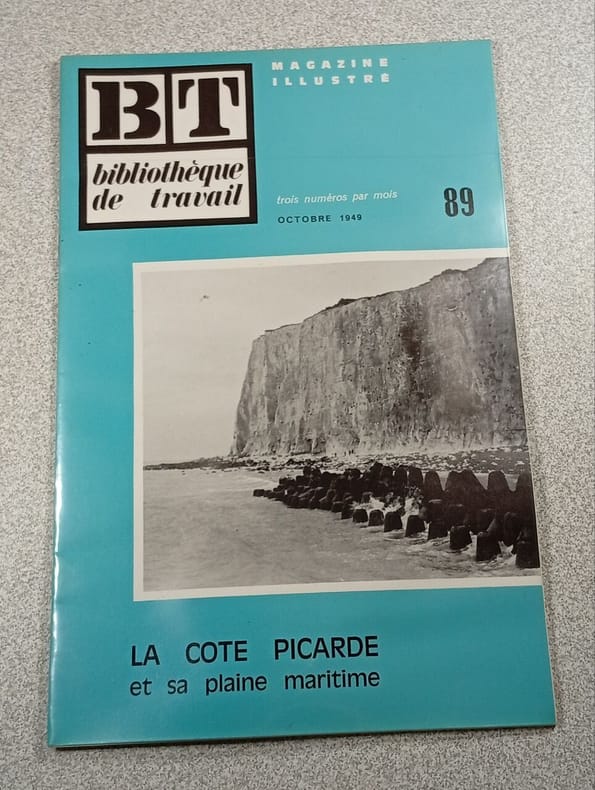 BT
bibliothèque
de travail
MAGAZINE
ILLUSTRÉ
trois numéros par mois
OCTOBRE 1949
89
LA COTE PICARDE
et sa plaine maritime